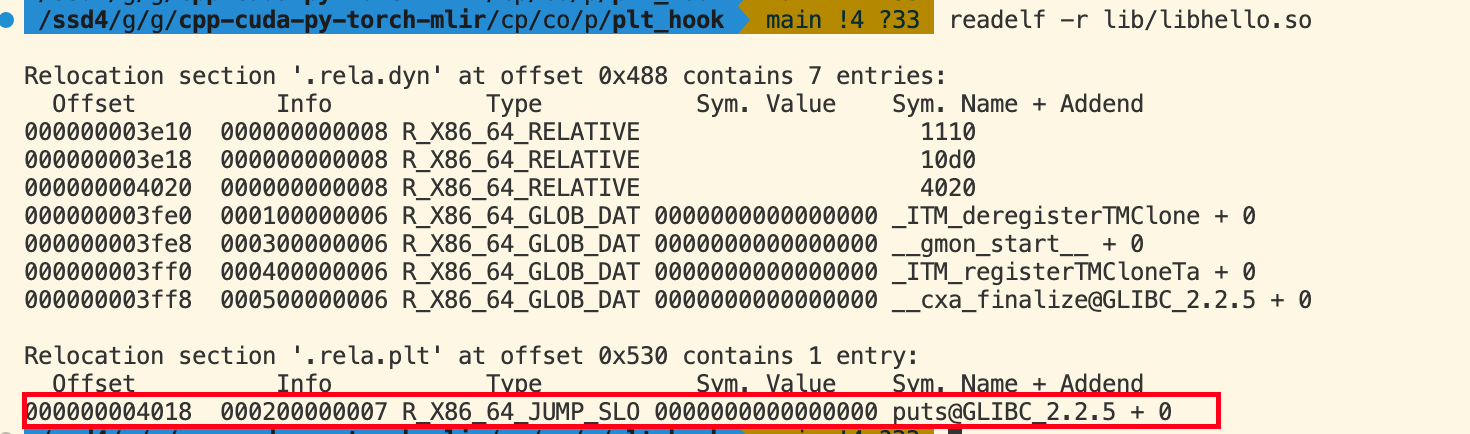 /ssd4/g/g/cpp-cuda-py-torch-mlir/cp/co/p/plt_hook main !4 ?33 readelf -r lib/libhello.so
Relocation section '.rela.dyn' at offset 0x488 contains 7 entries:
Offset Info Type Sym. Value Sym. Name + Addend
000000003e10 000000000008 R_X86_64_RELATIVE 1110
000000003e18 000000000008 R_X86_64_RELATIVE 10d0
000000004020 000000000008 R_X86_64_RELATIVE 4020
000000003fe0 000100000006 R_X86_64_GLOB_DAT 0000000000000000 _ITM_deregisterTMClone + 0
000000003fe8 000300000006 R_X86_64_GLOB_DAT 0000000000000000 __gmon_start__ + 0
000000003ff0 000400000006 R_X86_64_GLOB_DAT 0000000000000000 _ITM_registerTMCloneTa + 0
000000003ff8 000500000006 R_X86_64_GLOB_DAT 0000000000000000 __cxa_finalize@GLIBC_2.2.5 + 0
Relocation section '.rela.plt' at offset 0x530 contains 1 entry:
Offset Info Type Sym. Value Sym. Name + Addend
000000004018 000200000007 R_X86_64_JUMP_SLO 0000000000000000 puts@GLIBC_2.2.5 + 0